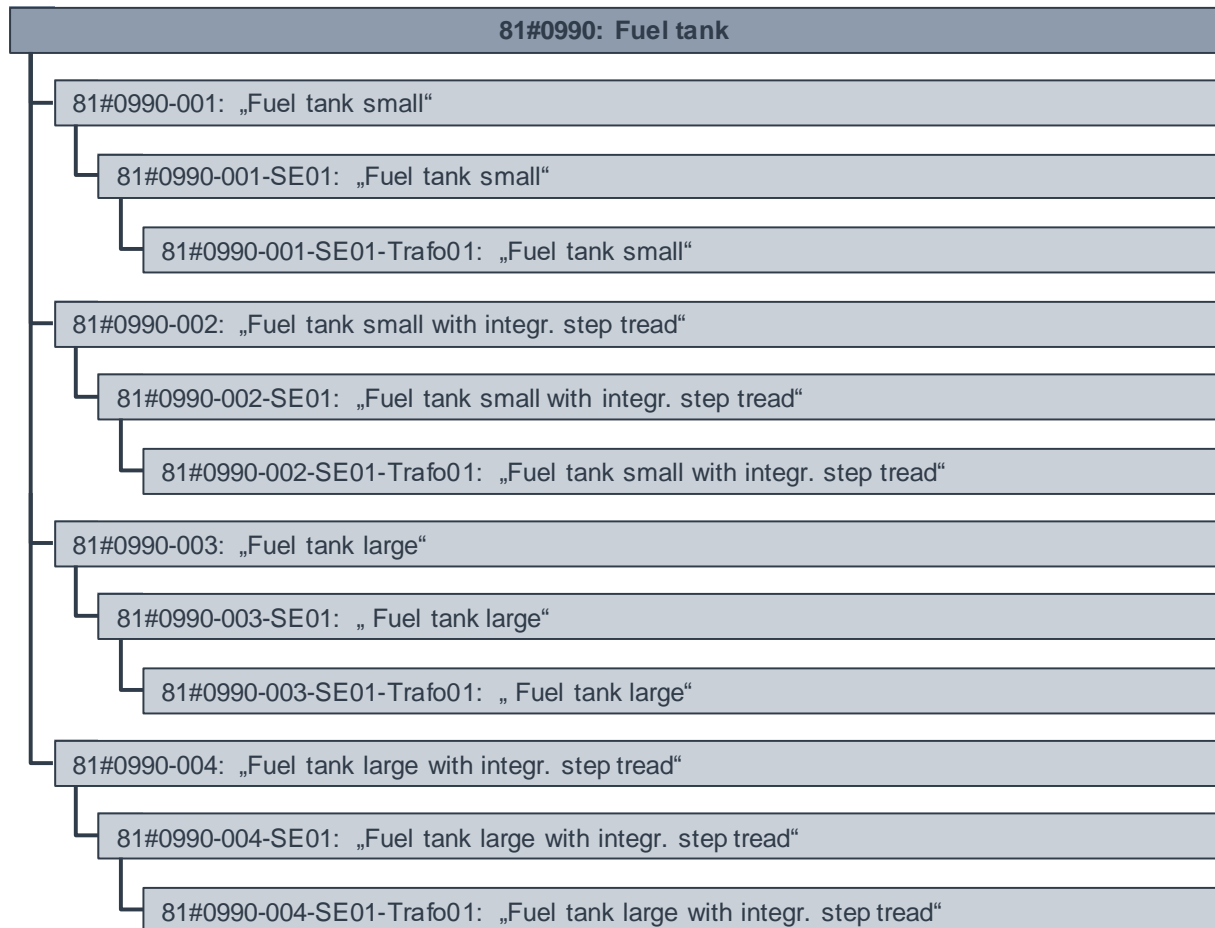 81#0990: Fuel tank
81#0990-001: „Fuel tank small“
81#0990-001-SE01: „Fuel tank small“
81#0990-001-SE01-Trafo01: „Fuel tank small“
81#0990-002: „Fuel tank small with integr. step tread“
81#0990-002-SE01: „Fuel tank small with integr. step tread“
81#0990-002-SE01-Trafo01: „Fuel tank small with integr. step tread“
81#0990-003: „Fuel tank large“
81#0990-003-SE01: „ Fuel tank large“
81#0990-003-SE01-Trafo01: „ Fuel tank large“
81#0990-004: „Fuel tank large with integr. step tread“
81#0990-004-SE01: „Fuel tank large with integr. step tread“
81#0990-004-SE01-Trafo01: „Fuel tank large with integr. step tread“